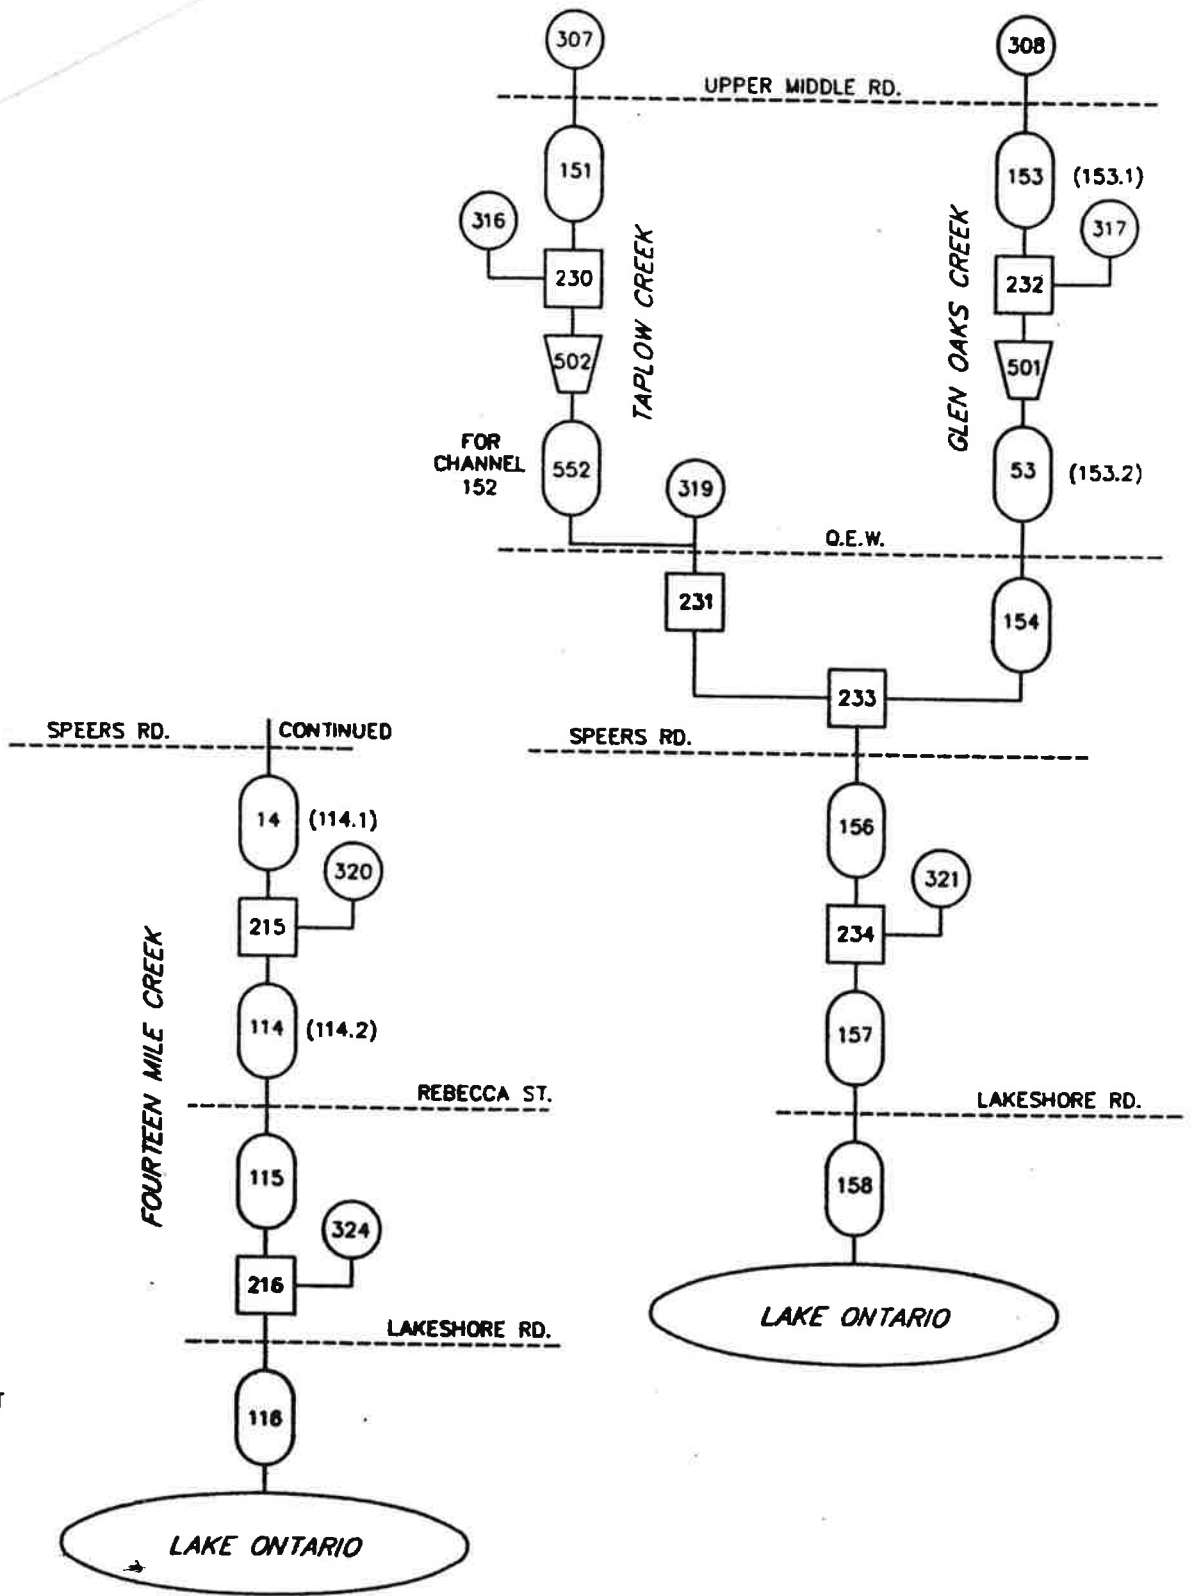 307
308
UPPER MIDDLE RD.
151
153 (153.1)
316
317
230
232
TAPLOW CREEK
GLEN OAKS CREEK
502
501
FOR
CHANNEL
152
552
319
53 (153.2)
Q.E.W.
231
154
233
SPEERS RD.
156
321
234
157
LAKESHORE RD.
158
LAKE ONTARIO
SPEERS RD. CONTINUED
14 (114.1)
320
215
FOURTEEN MILE CREEK
114 (114.2)
REBECCA ST.
115
324
216
LAKESHORE RD.
116
LAKE ONTARIO